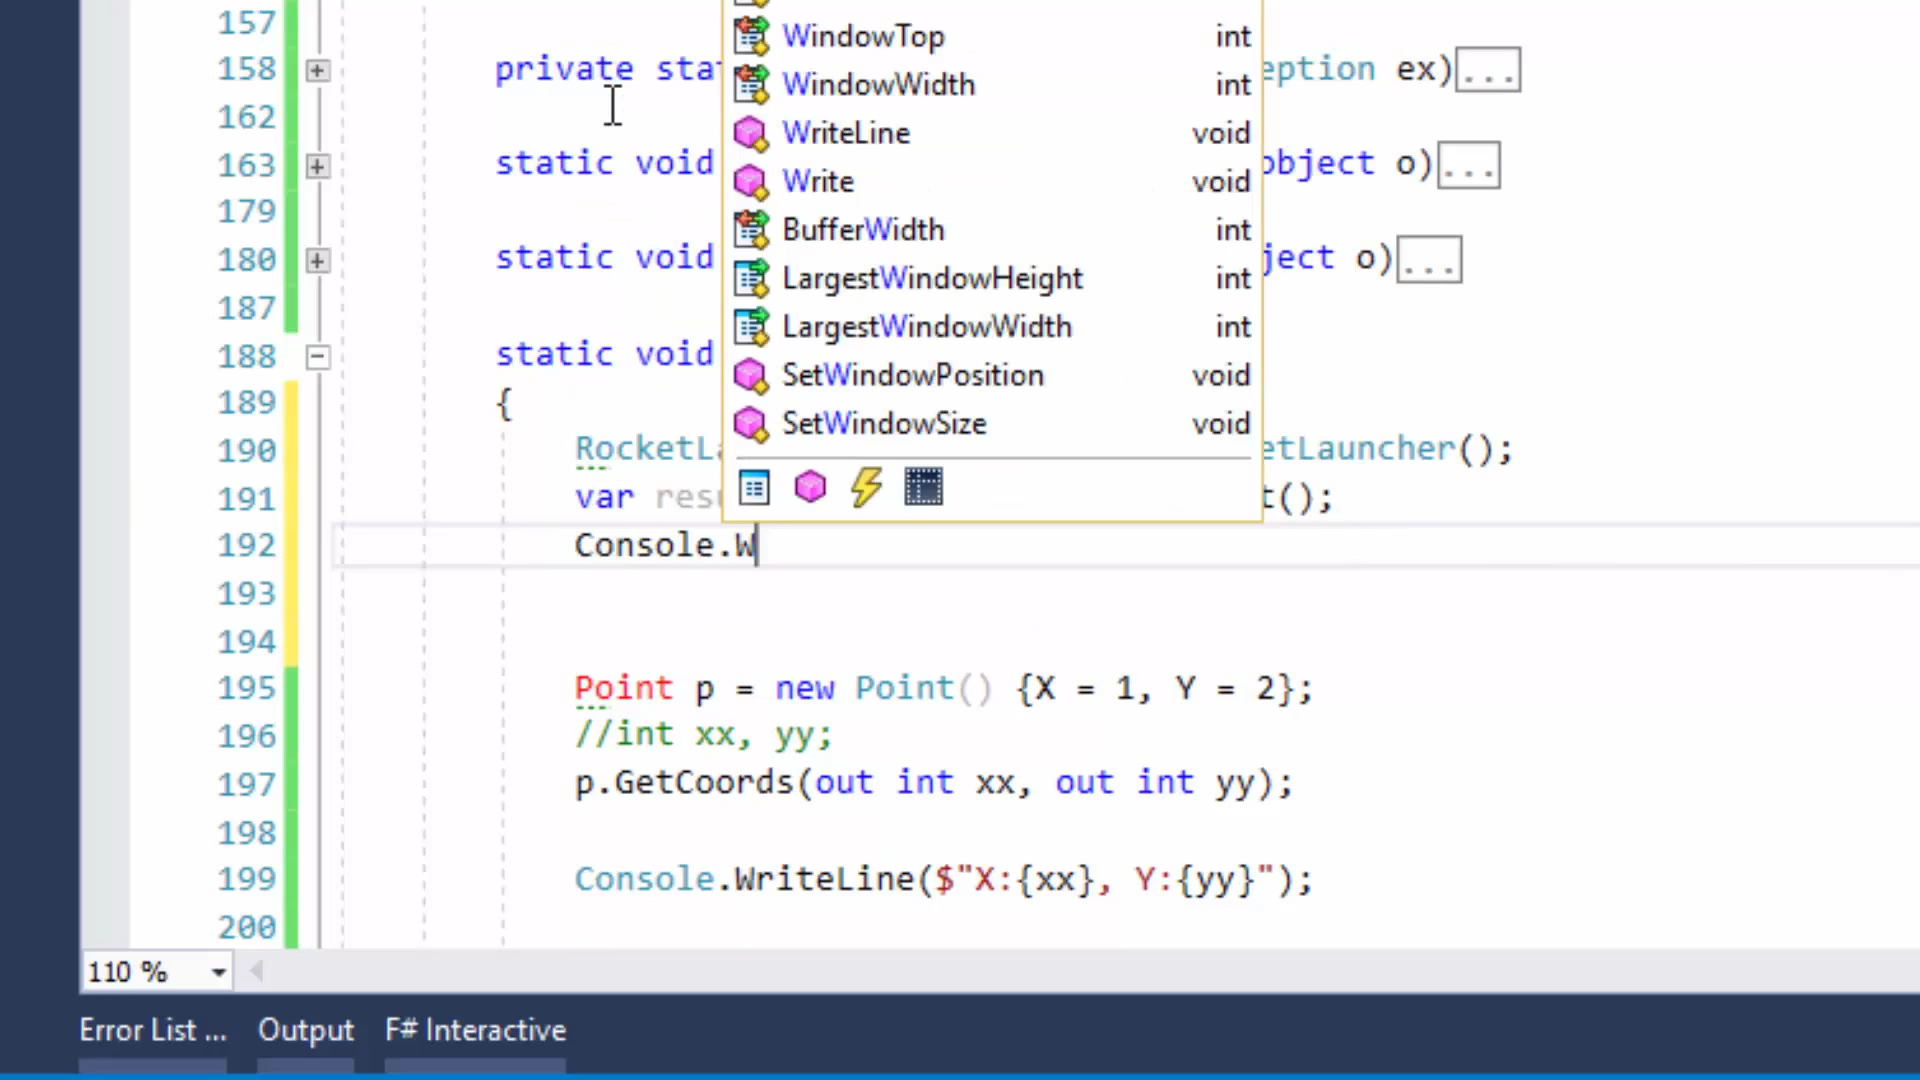 157
WindowTop int
158 private stat eption ex)...
WindowWidth int
162
WriteLine void
163 static void object o)...
Write void
179
BufferWidth int
180 static void ject o)...
LargestWindowHeight int
187
LargestWindowWidth int
188 static void
SetWindowPosition void
189 {
SetWindowSize void
190 RocketLa etLauncher();
191 var resu t();
192 Console.W
193
194
195 Point p = new Point() {X = 1, Y = 2};
196 //int xx, yy;
197 p.GetCoords(out int xx, out int yy);
198
199 Console.WriteLine($"X:{xx}, Y:{yy}");
200
110 %
Error List ... Output F# Interactive